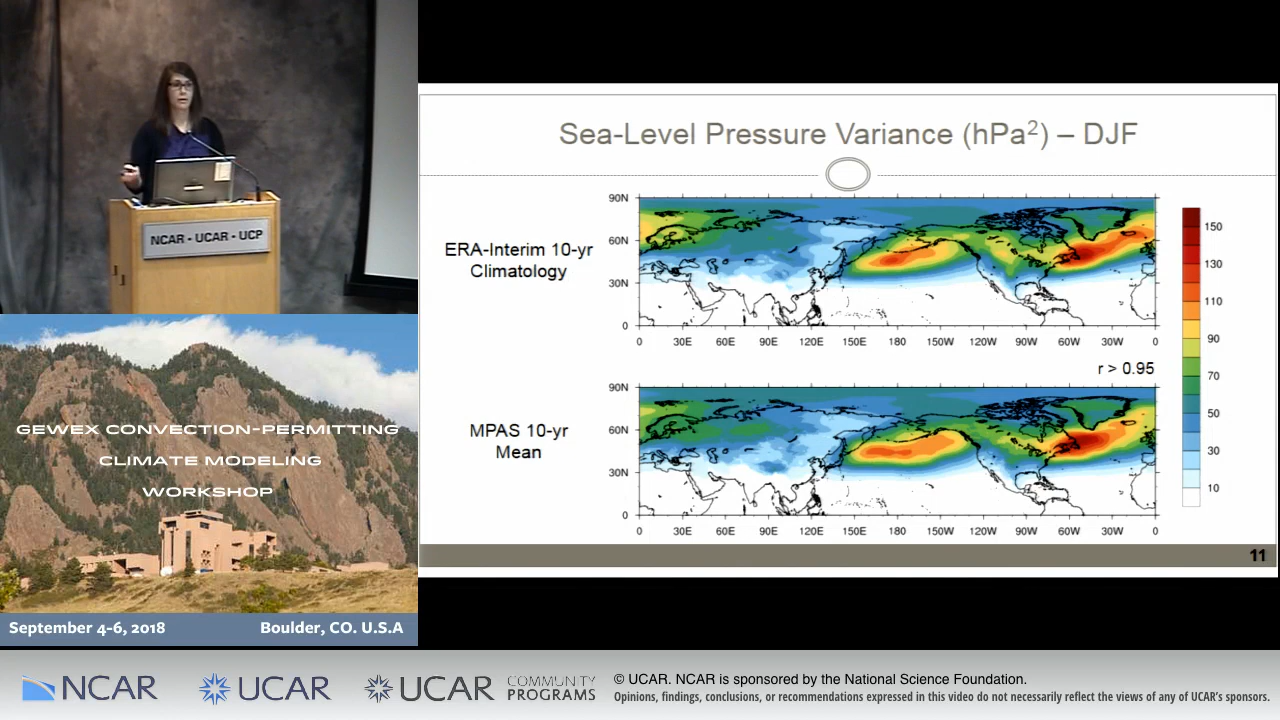 NCAR • UCAR • UCP
GEWEX CONVECTION-PERMITTING
CLIMATE MODELING
WORKSHOP
September 4-6, 2018
Boulder, CO. U.S.A
Sea-Level Pressure Variance (hPa²) – DJF
ERA-Interim 10-yr
Climatology
90N
60N
30N
0
0 30E 60E 90E 120E 150E 180 150W 120W 90W 60W 30W 0
r > 0.95
MPAS 10-yr
Mean
90N
60N
30N
0
0 30E 60E 90E 120E 150E 180 150W 120W 90W 60W 30W 0
150
130
110
90
70
50
30
10
11
NCAR
UCAR
UCAR
COMMUNITY
PROGRAMS
© UCAR. NCAR is sponsored by the National Science Foundation.
Opinions, findings, conclusions, or recommendations expressed in this video do not necessarily reflect the views of any of UCAR's sponsors.